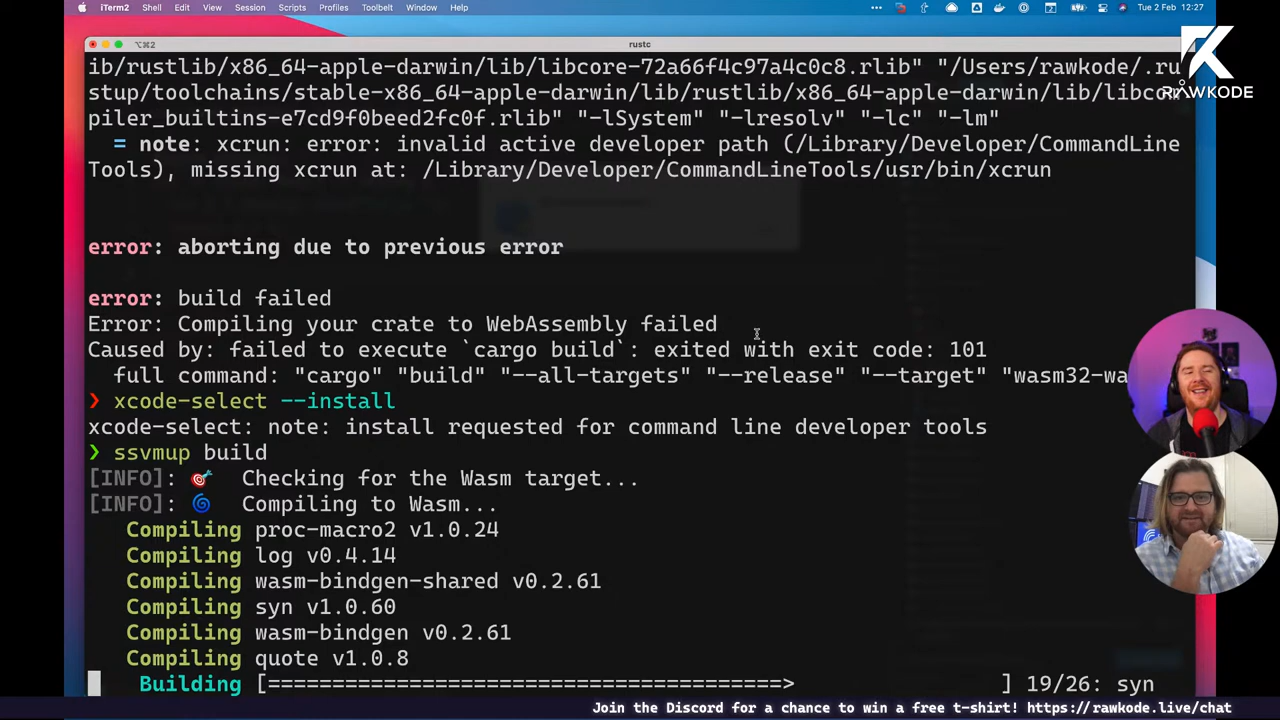 iTerm2 Shell Edit View Session Scripts Profiles Toolbelt Window Help
Tue 2 Feb 12:27
⌥⌘2
rustc
RAWKODE
ib/rustlib/x86_64-apple-darwin/lib/libcore-72a66f4c97a4c0c8.rlib" "/Users/rawkode/.ru
stup/toolchains/stable-x86_64-apple-darwin/lib/rustlib/x86_64-apple-darwin/lib/libcom
piler_builtins-e7cd9f0beed2fc0f.rlib" "-lSystem" "-lresolv" "-lc" "-lm"
= note: xcrun: error: invalid active developer path (/Library/Developer/CommandLine
Tools), missing xcrun at: /Library/Developer/CommandLineTools/usr/bin/xcrun
error: aborting due to previous error
error: build failed
Error: Compiling your crate to WebAssembly failed
Caused by: failed to execute `cargo build`: exited with exit code: 101
full command: "cargo" "build" "--all-targets" "--release" "--target" "wasm32-wa
❯ xcode-select --install
xcode-select: note: install requested for command line developer tools
❯ ssvmup build
[INFO]: 🎯 Checking for the Wasm target...
[INFO]: 🌀 Compiling to Wasm...
Compiling proc-macro2 v1.0.24
Compiling log v0.4.14
Compiling wasm-bindgen-shared v0.2.61
Compiling syn v1.0.60
Compiling wasm-bindgen v0.2.61
Compiling quote v1.0.8
Building [========================================> ] 19/26: syn
Join the Discord for a chance to win a free t-shirt! https://rawkode.live/chat